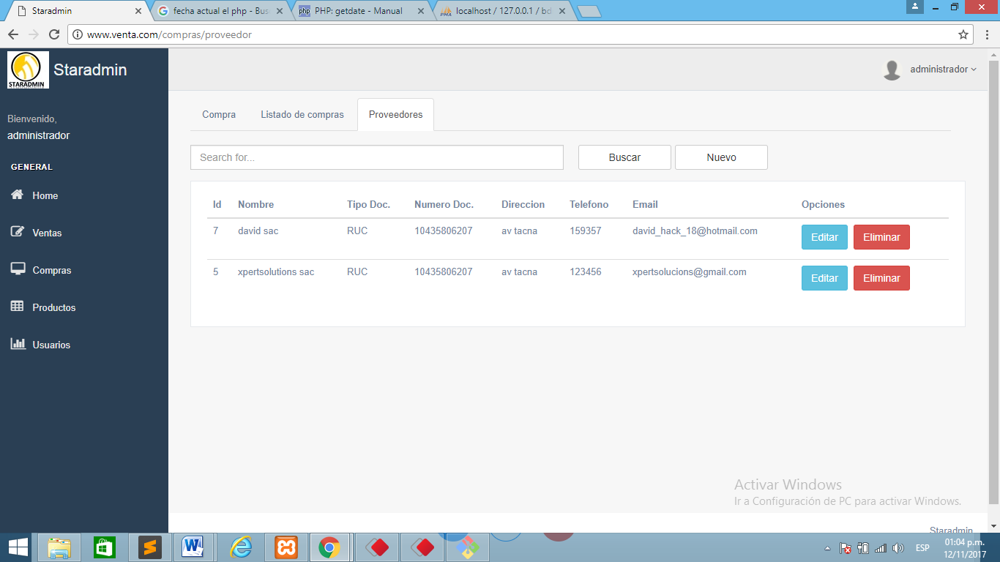 Staradmin
fecha actual el php - Bus
PHP: getdate - Manual
localhost / 127.0.0.1 / bd
www.venta.com/compras/proveedor
STARADMIN
Staradmin
administrador
Bienvenido,
administrador
Compra Listado de compras Proveedores
Search for... Buscar Nuevo
GENERAL
Home
Ventas
Compras
Productos
Usuarios
Id Nombre Tipo Doc. Numero Doc. Direccion Telefono Email Opciones
7 david sac RUC 10435806207 av tacna 159357 david_hack_18@hotmail.com Editar Eliminar
5 xpertsolutions sac RUC 10435806207 av tacna 123456 xpertsolucions@gmail.com Editar Eliminar
Activar Windows
Ir a Configuración de PC para activar Windows.
Staradmin
ESP
01:04 p.m.
12/11/2017